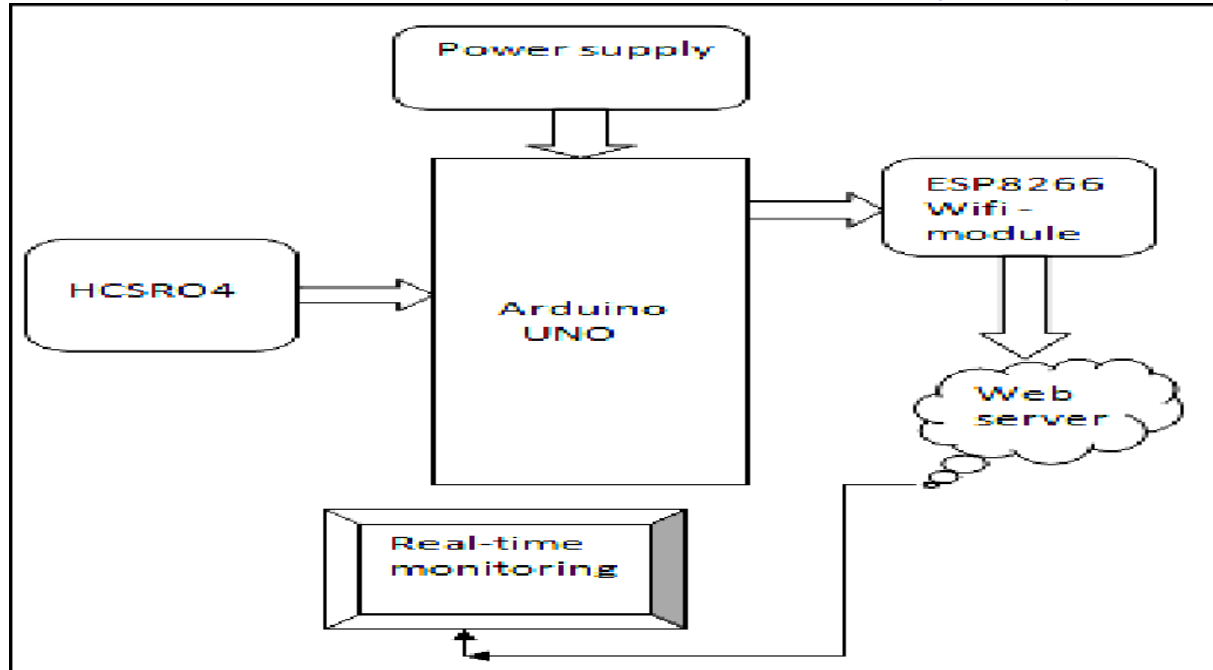 Power supply
ESP8266
Wifi-
module
HCSRO4
Arduino
UNO
Web
server
Real-time
monitoring